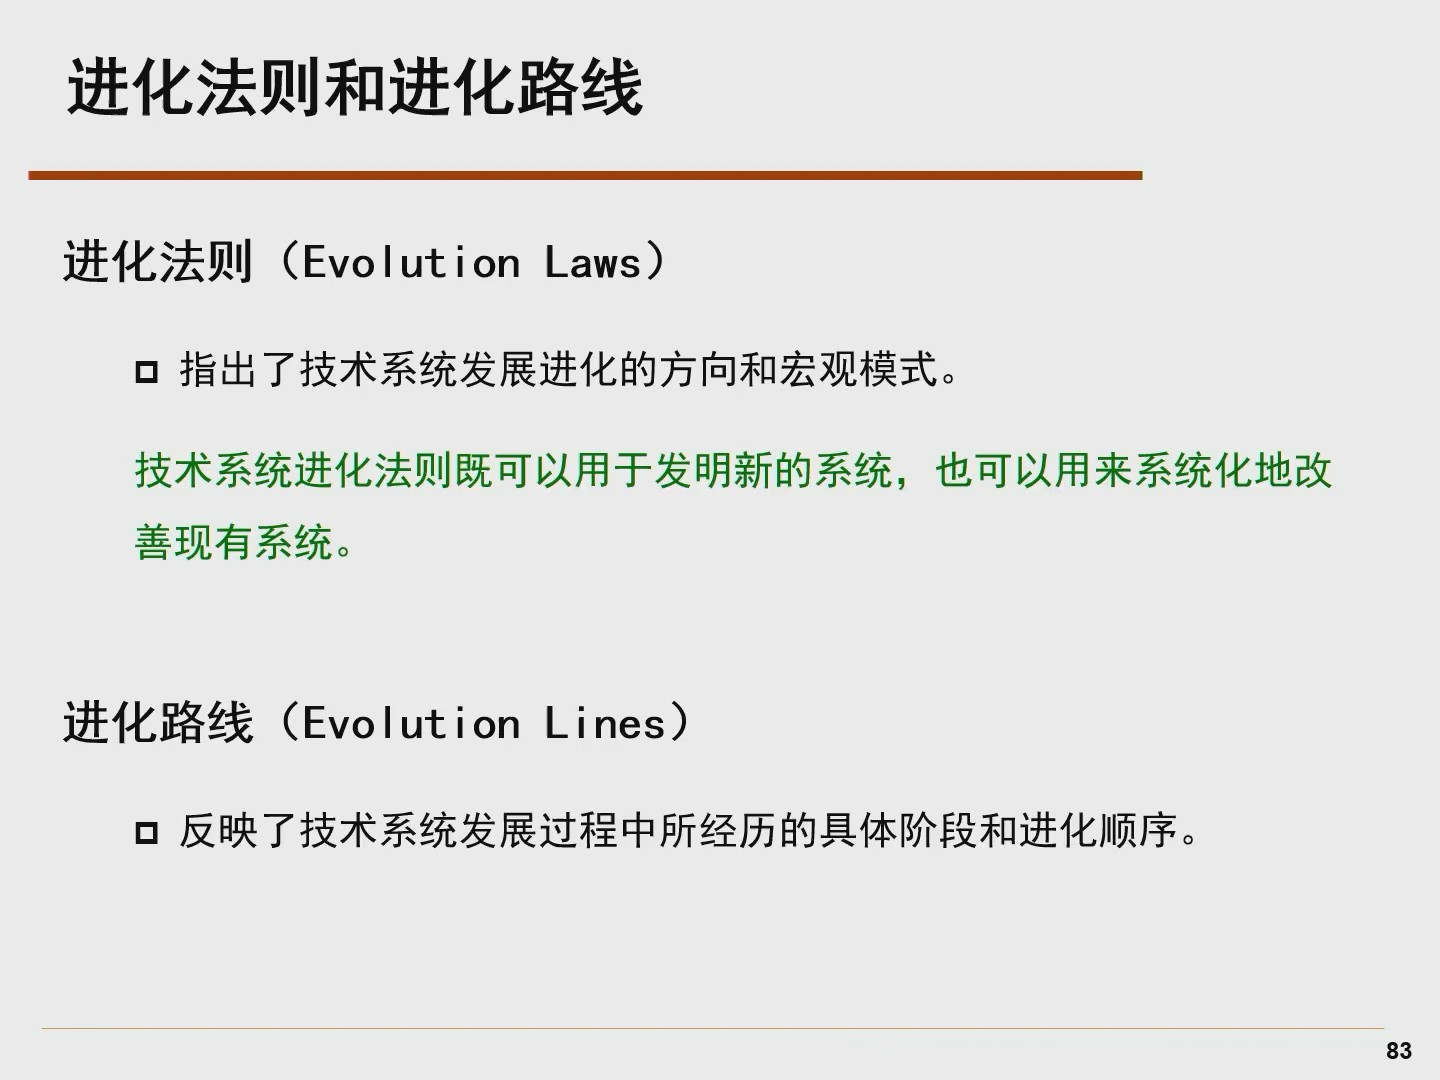 进化法则和进化路线
进化法则（Evolution Laws）
指出了技术系统发展进化的方向和宏观模式。
技术系统进化法则既可以用于发明新的系统，也可以用来系统化地改
善现有系统。
进化路线（Evolution Lines）
反映了技术系统发展过程中所经历的具体阶段和进化顺序。
83